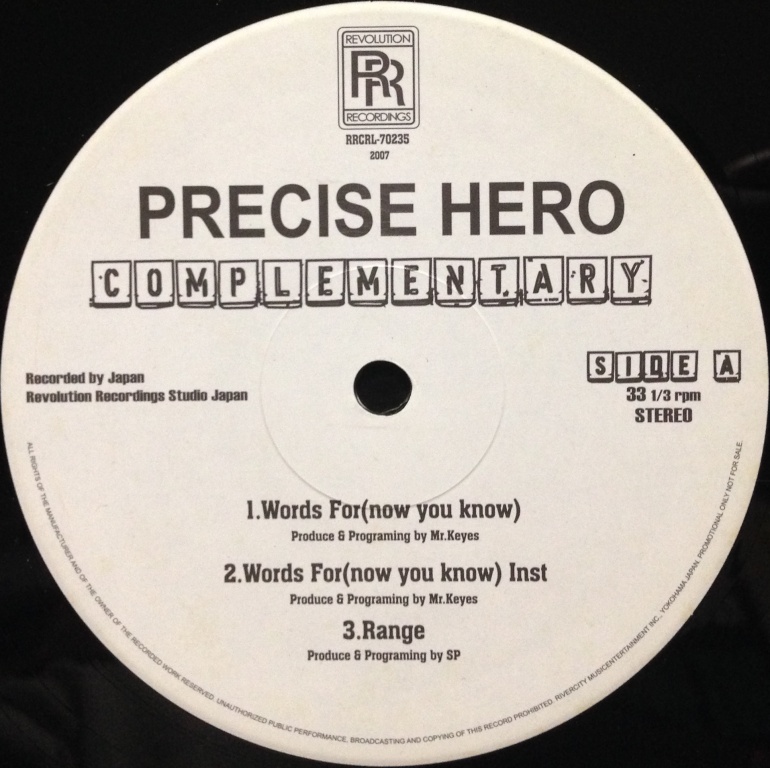 REVOLUTION
RR
RECORDINGS
RRCRL-70235
2007
PRECISE HERO
COMPLEMENTARY
Recorded by Japan
Revolution Recordings Studio Japan
SIDE A
33 1/3 rpm
STEREO
1.Words For(now you know)
Produce & Programing by Mr.Keyes
2.Words For(now you know) Inst
Produce & Programing by Mr.Keyes
3.Range
Produce & Programing by SP
ALL RIGHTS OF THE MANUFACTURER AND OF THE OWNER OF THE RECORDED WORK RESERVED. UNAUTHORIZED PUBLIC PERFORMANCE, BROADCASTING AND COPYING OF THIS RECORD PROHIBITED. RIVERCITY MUSICENTERTAINMENT INC., YOKOHAMA JAPAN. PROMOTIONAL ONLY NOT FOR SALE.